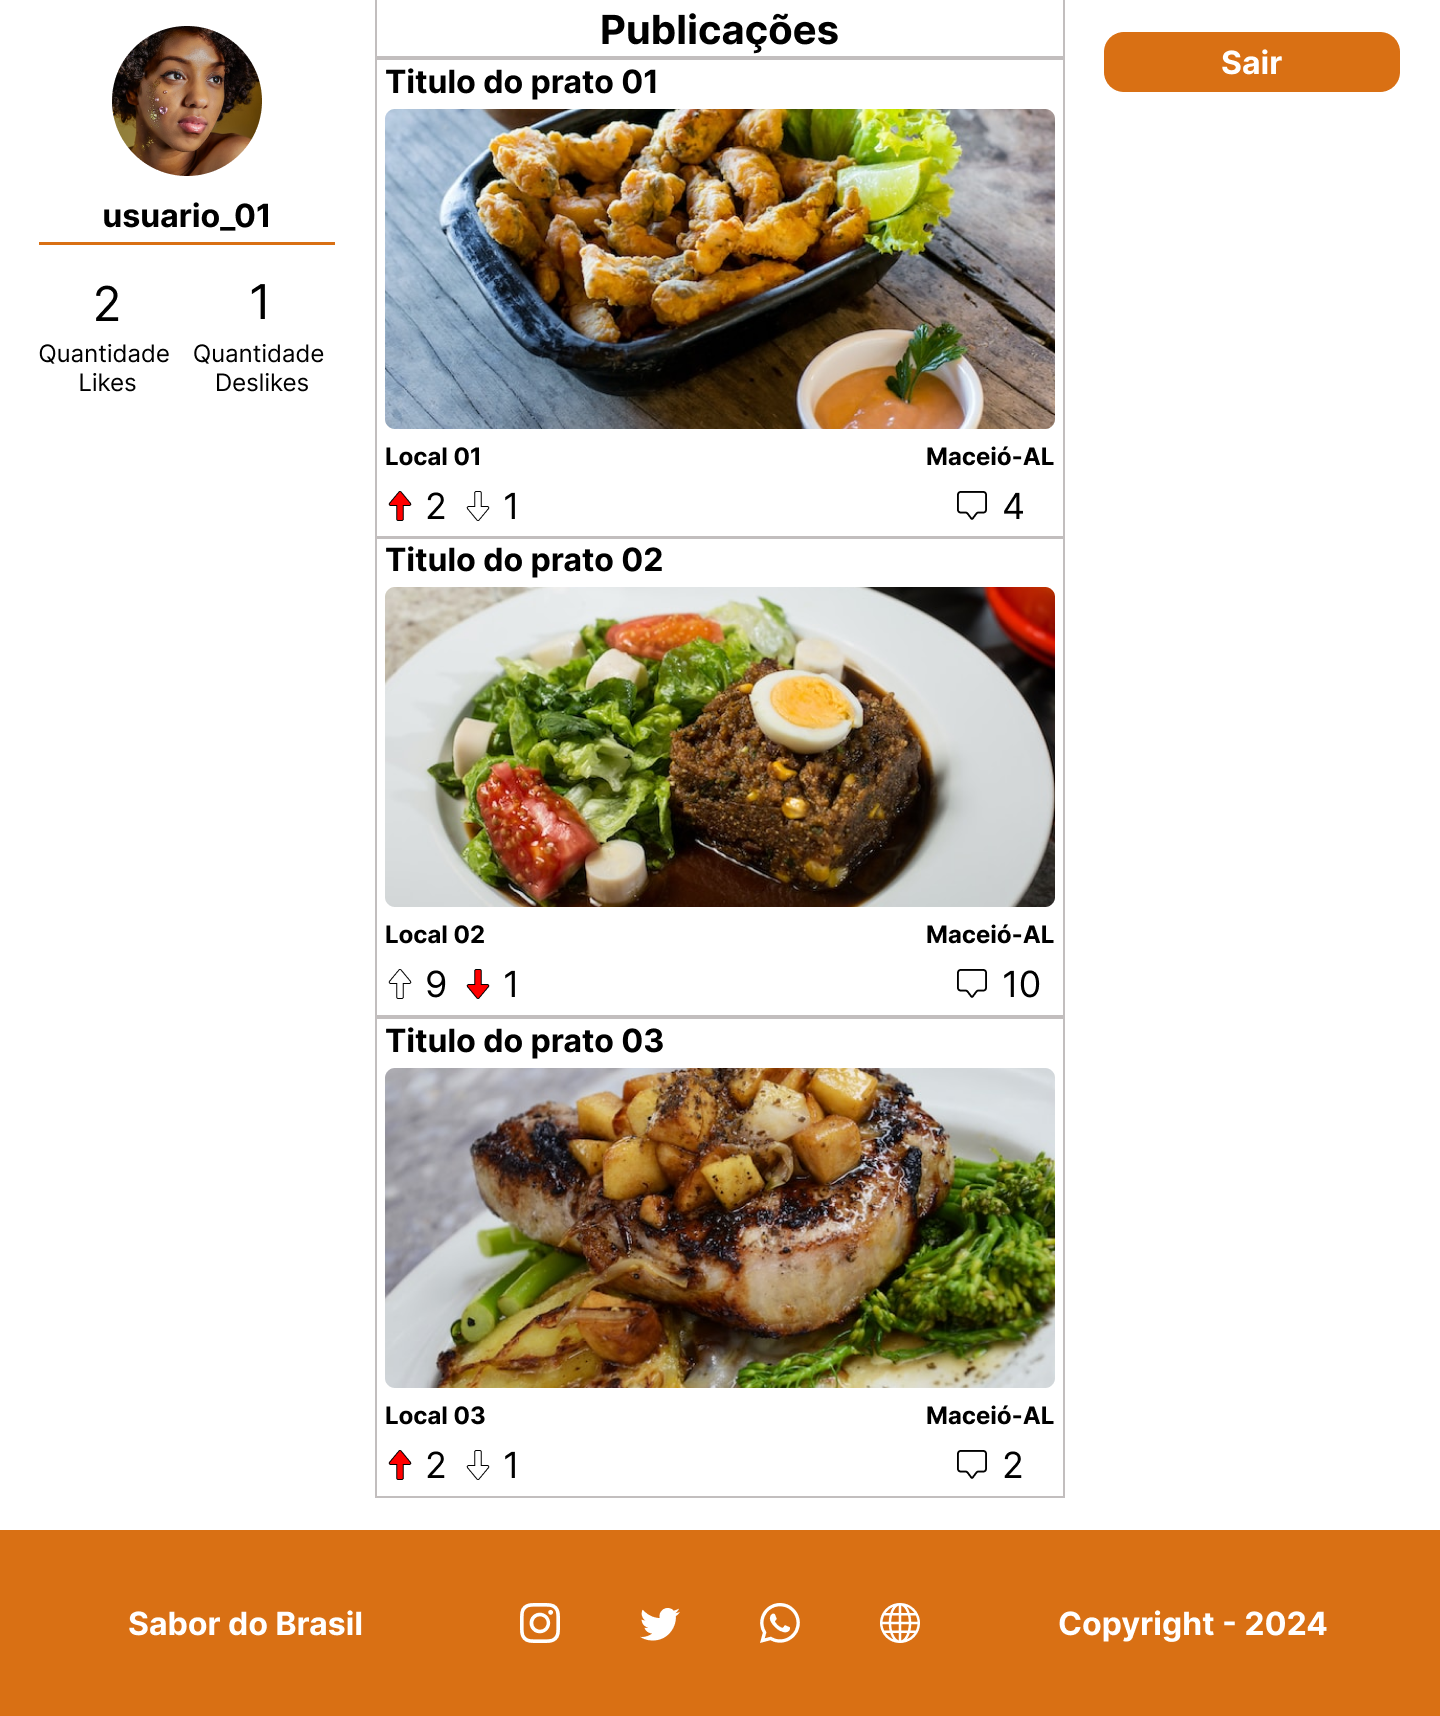 usuario_01
2
1
Quantidade Likes
Quantidade Deslikes
Publicações
Titulo do prato 01
Local 01
Maceió-AL
2 1 4
Titulo do prato 02
Local 02
Maceió-AL
9 1 10
Titulo do prato 03
Local 03
Maceió-AL
2 1 2
Sair
Sabor do Brasil
Copyright - 2024